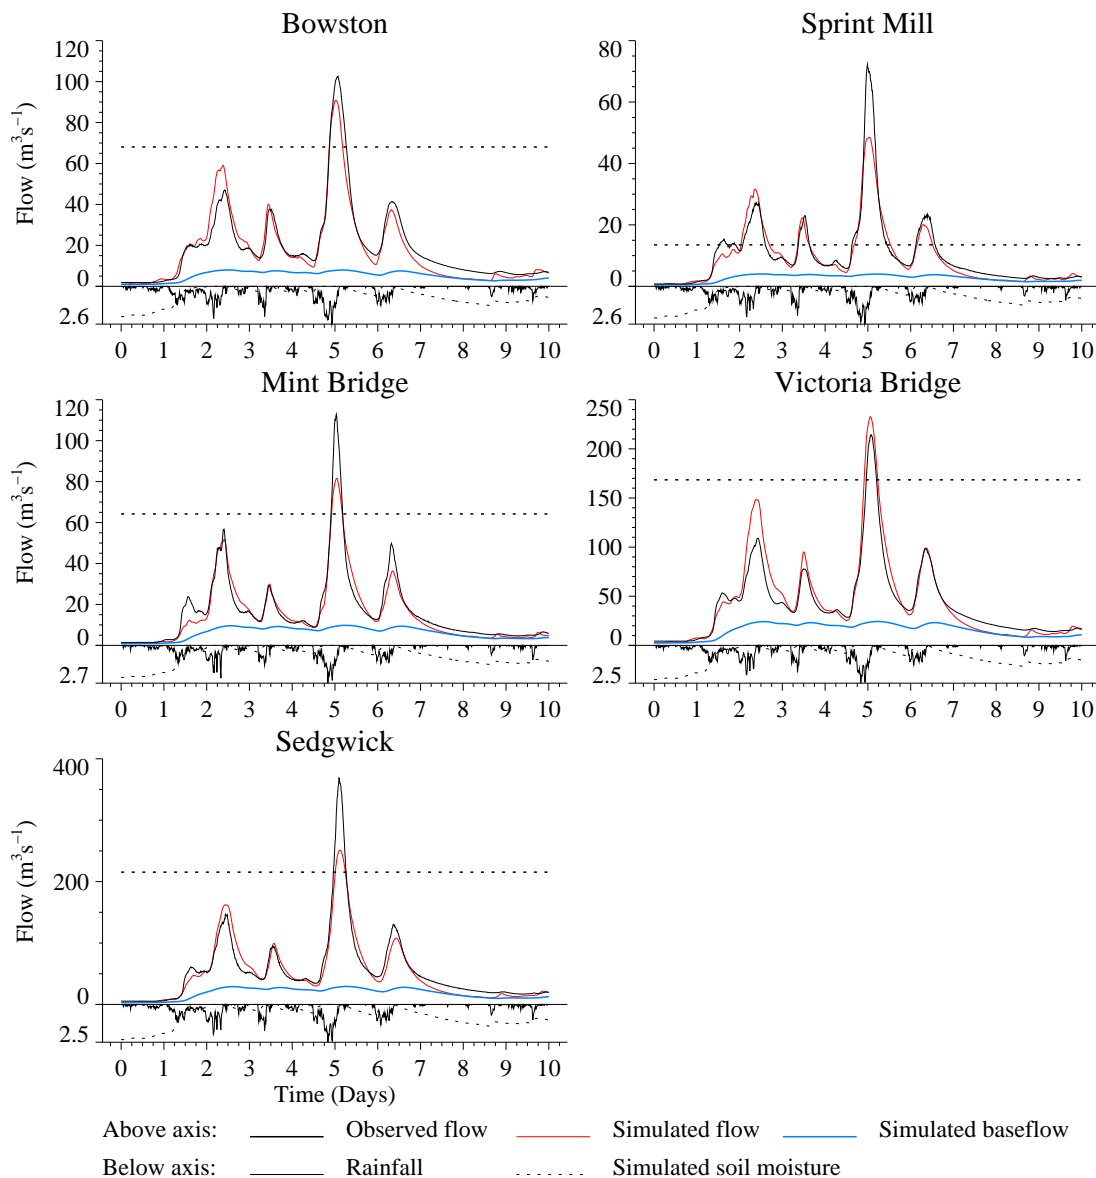 Bowston
Flow (m³s⁻¹)
120
100
80
60
40
20
0
2.6
0 1 2 3 4 5 6 7 8 9 10
Sprint Mill
80
60
40
20
0
2.6
0 1 2 3 4 5 6 7 8 9 10
Mint Bridge
Flow (m³s⁻¹)
120
100
80
60
40
20
0
2.7
0 1 2 3 4 5 6 7 8 9 10
Victoria Bridge
250
200
150
100
50
0
2.5
0 1 2 3 4 5 6 7 8 9 10
Sedgwick
Flow (m³s⁻¹)
400
200
0
2.5
0 1 2 3 4 5 6 7 8 9 10
Time (Days)
Above axis: Observed flow Simulated flow Simulated baseflow
Below axis: Rainfall Simulated soil moisture